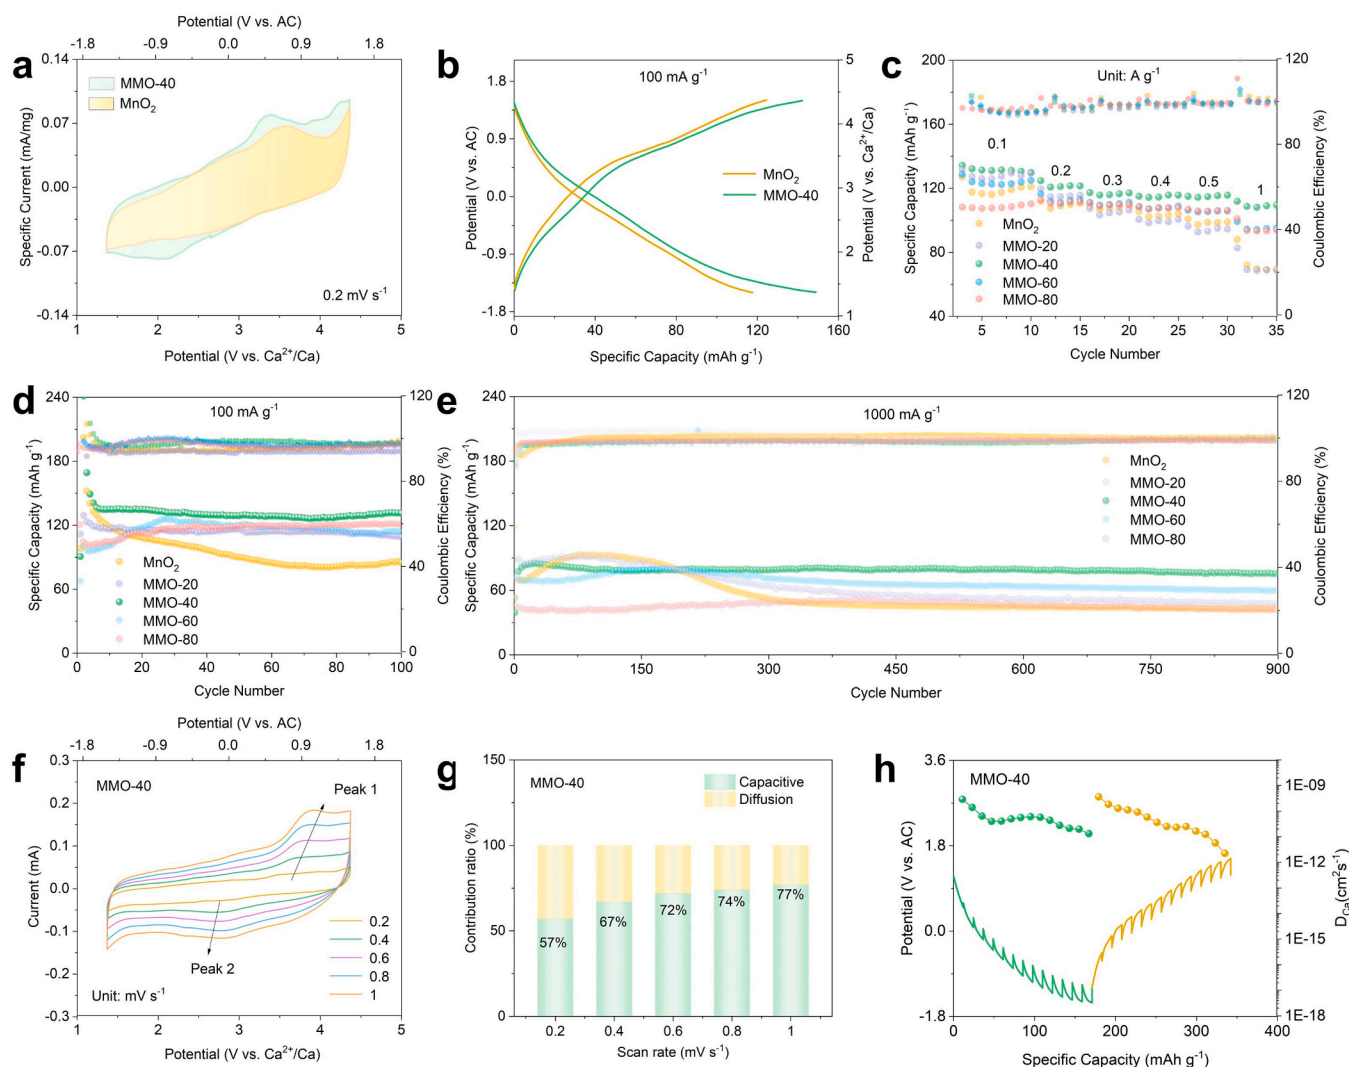 a
Potential (V vs. AC)
-1.8 -0.9 0.0 0.9 1.8
0.14
0.07
0.00
-0.07
-0.14
Specific Current (mA/mg)
MMO-40
MnO2
0.2 mV s-1
1 2 3 4 5
Potential (V vs. Ca2+/Ca)
b
100 mA g-1
1.8
0.9
0.0
-0.9
-1.8
Potential (V vs. AC)
MnO2
MMO-40
5
4
3
2
1
Potential (V vs. Ca2+/Ca)
0 40 80 120 160
Specific Capacity (mAh g-1)
c
Unit: A g-1
200
160
120
80
40
Specific Capacity (mAh g-1)
0.1
0.2
0.3
0.4
0.5
1
MnO2
MMO-20
MMO-40
MMO-60
MMO-80
120
80
40
0
Coulombic Efficiency (%)
5 10 15 20 25 30 35
Cycle Number
d
100 mA g-1
240
180
120
60
0
Specific Capacity (mAh g-1)
MnO2
MMO-20
MMO-40
MMO-60
MMO-80
120
80
40
0
Coulombic Efficiency (%)
0 20 40 60 80 100
Cycle Number
e
1000 mA g-1
240
180
120
60
0
Specific Capacity (mAh g-1)
MnO2
MMO-20
MMO-40
MMO-60
MMO-80
120
80
40
0
Coulombic Efficiency (%)
0 150 300 450 600 750 900
Cycle Number
f
Potential (V vs. AC)
-1.8 -0.9 0.0 0.9 1.8
0.3
0.2
0.1
0.0
-0.1
-0.2
-0.3
Current (mA)
MMO-40
Peak 1
Peak 2
0.2
0.4
0.6
0.8
1
Unit: mV s-1
1 2 3 4 5
Potential (V vs. Ca2+/Ca)
g
150
100
50
0
Contribution ratio (%)
MMO-40
Capacitive
Diffusion
57%
67%
72%
74%
77%
0.2 0.4 0.6 0.8 1
Scan rate (mV s-1)
h
MMO-40
3.6
1.8
0.0
-1.8
Potential (V vs. AC)
1E-09
1E-12
1E-15
1E-18
DCa(cm2s-1)
0 100 200 300 400
Specific Capacity (mAh g-1)